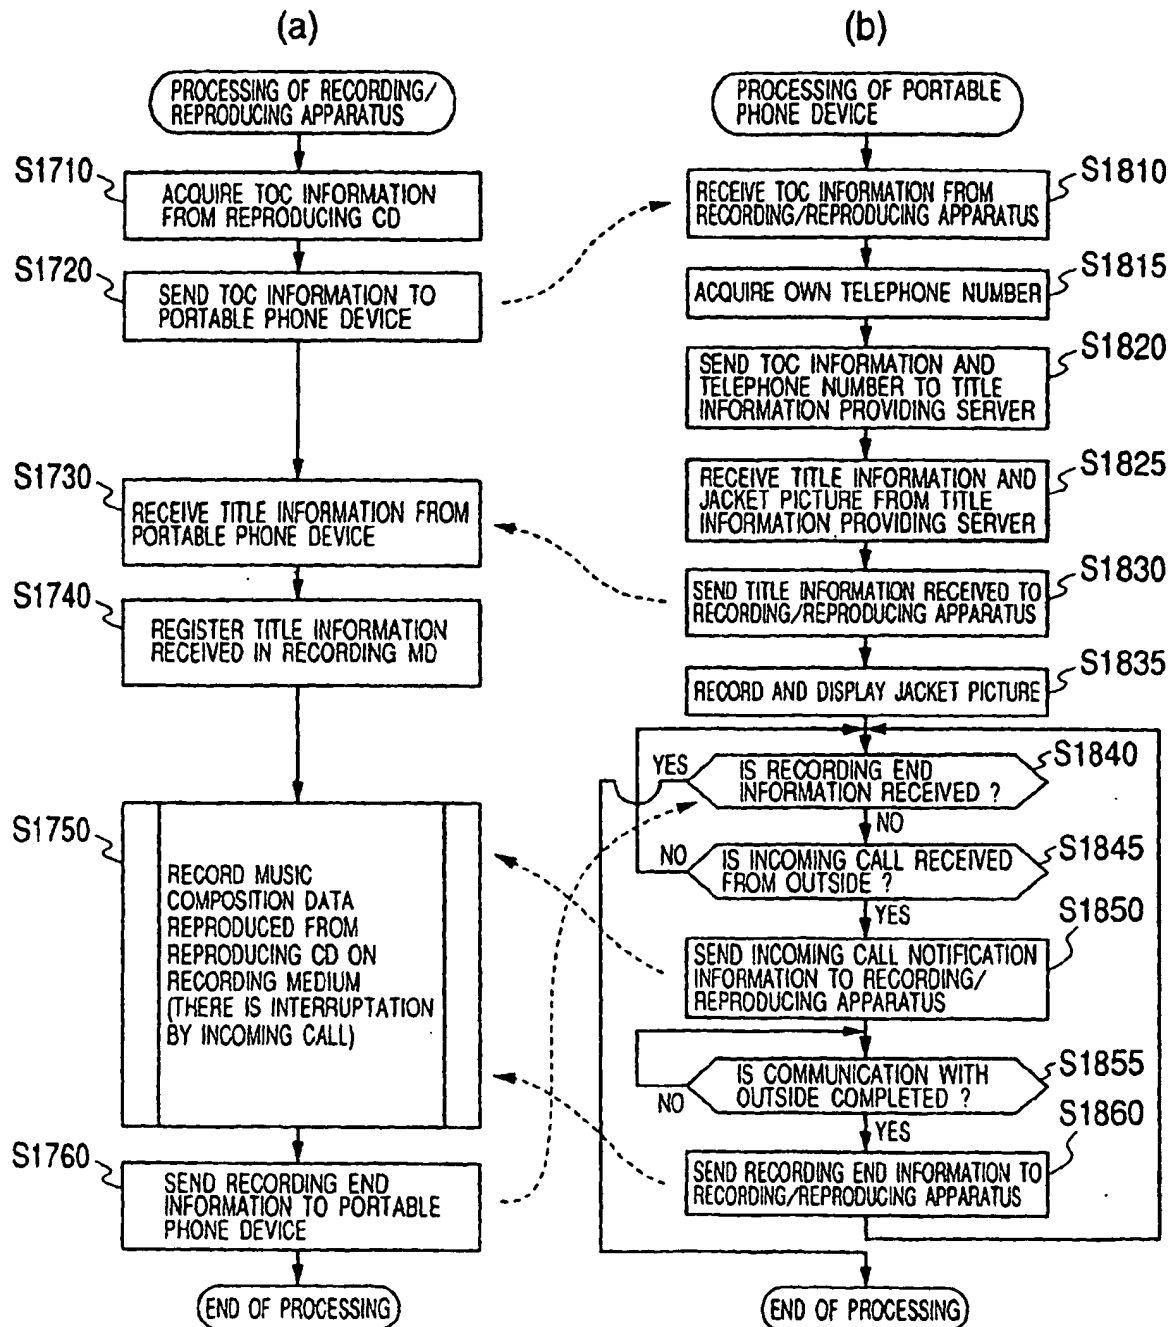 (a)
PROCESSING OF RECORDING/
REPRODUCING APPARATUS
S1710
ACQUIRE TOC INFORMATION
FROM REPRODUCING CD
S1720
SEND TOC INFORMATION TO
PORTABLE PHONE DEVICE
S1730
RECEIVE TITLE INFORMATION FROM
PORTABLE PHONE DEVICE
S1740
REGISTER TITLE INFORMATION
RECEIVED IN RECORDING MD
S1750
RECORD MUSIC
COMPOSITION DATA
REPRODUCED FROM
REPRODUCING CD ON
RECORDING MEDIUM
(THERE IS INTERRUPTATION
BY INCOMING CALL)
S1760
SEND RECORDING END
INFORMATION TO PORTABLE
PHONE DEVICE
END OF PROCESSING
(b)
PROCESSING OF PORTABLE
PHONE DEVICE
S1810
RECEIVE TOC INFORMATION FROM
RECORDING/REPRODUCING APPARATUS
S1815
ACQUIRE OWN TELEPHONE NUMBER
S1820
SEND TOC INFORMATION AND
TELEPHONE NUMBER TO TITLE
INFORMATION PROVIDING SERVER
S1825
RECEIVE TITLE INFORMATION AND
JACKET PICTURE FROM TITLE
INFORMATION PROVIDING SERVER
S1830
SEND TITLE INFORMATION RECEIVED TO
RECORDING/REPRODUCING APPARATUS
S1835
RECORD AND DISPLAY JACKET PICTURE
S1840
YES
IS RECORDING END
INFORMATION RECEIVED ?
NO
S1845
NO
IS INCOMING CALL RECEIVED
FROM OUTSIDE ?
YES
S1850
SEND INCOMING CALL NOTIFICATION
INFORMATION TO RECORDING/
REPRODUCING APPARATUS
S1855
IS COMMUNICATION WITH
OUTSIDE COMPLETED ?
NO
YES
S1860
SEND RECORDING END INFORMATION TO
RECORDING/REPRODUCING APPARATUS
END OF PROCESSING